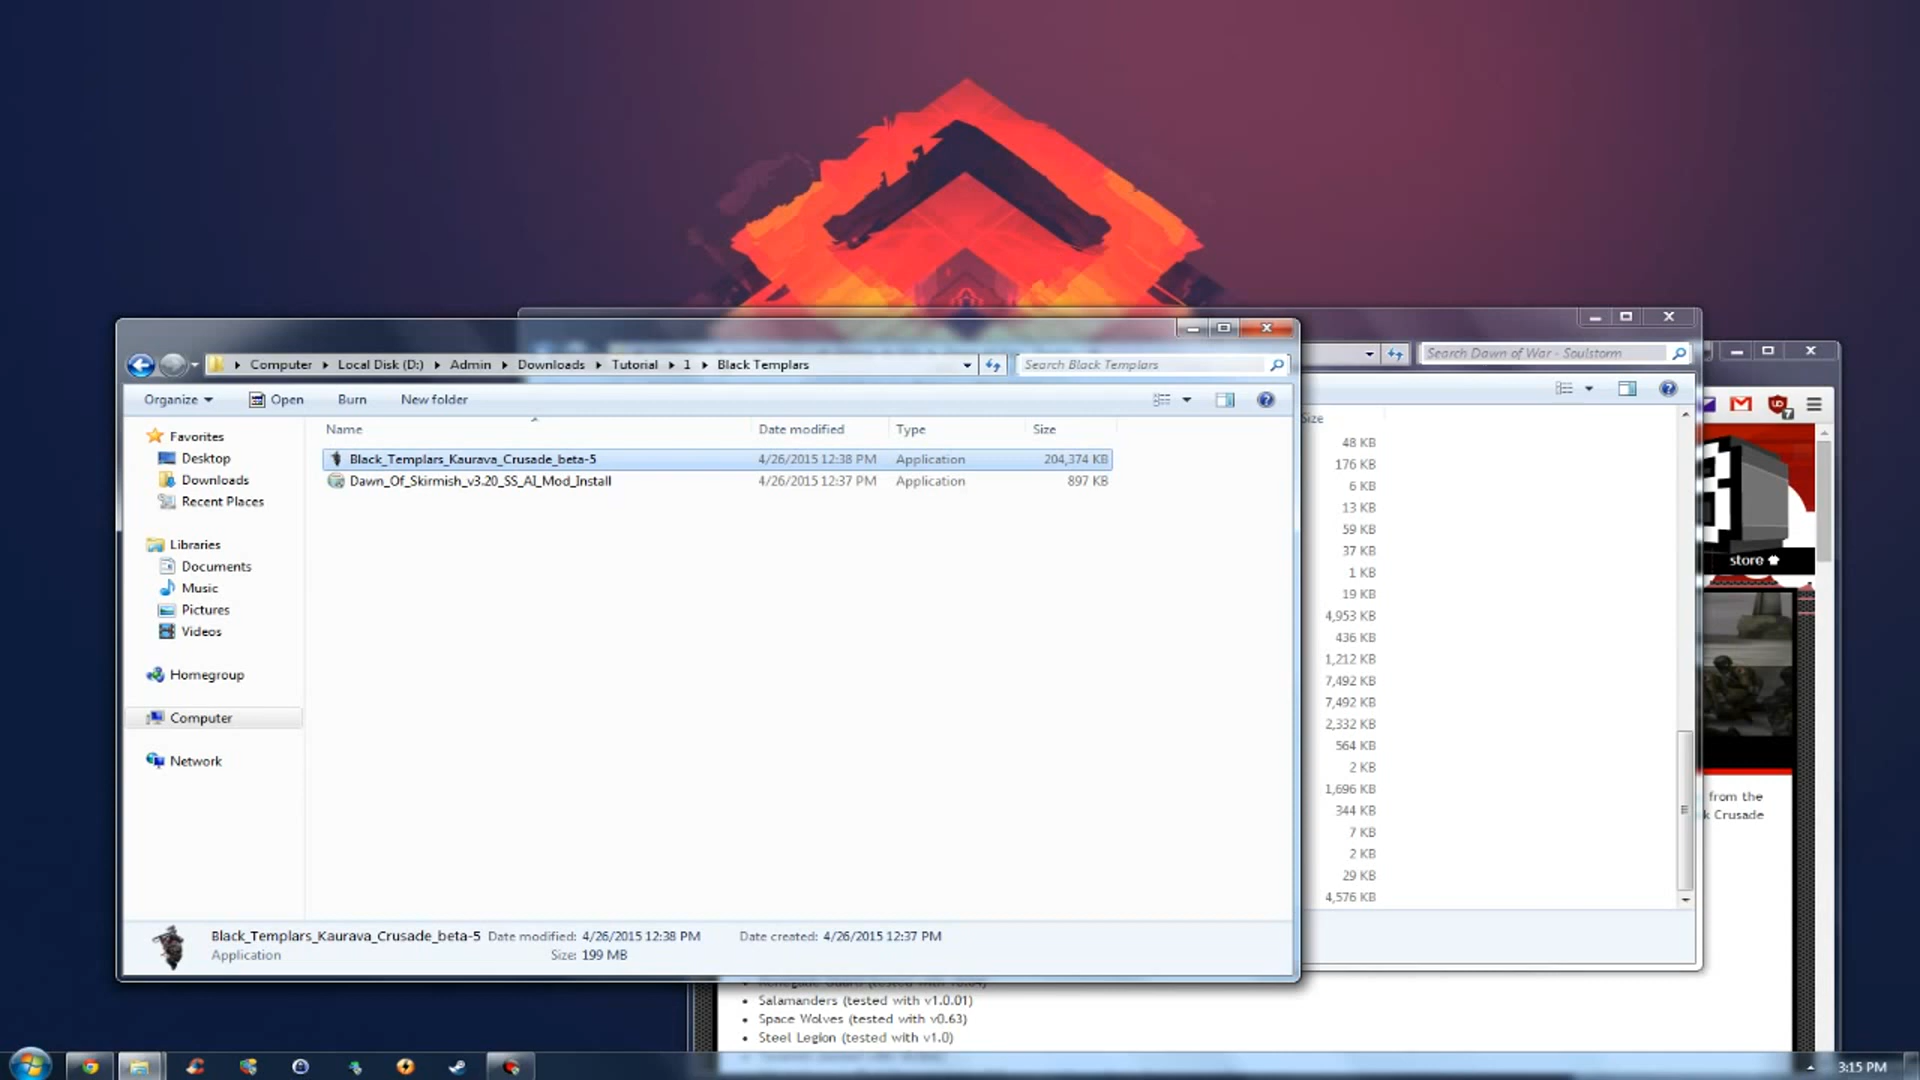 Computer
Local Disk (D:)
Admin
Downloads
Tutorial
1
Black Templars
Search Black Templars
Search Dawn of War - Soulstorm
Organize
Open
Burn
New folder
Name
Date modified
Type
Size
Black_Templars_Kaurava_Crusade_beta-5
4/26/2015 12:38 PM
Application
204,374 KB
Dawn_Of_Skirmish_v3.20_SS_AI_Mod_Install
4/26/2015 12:37 PM
Application
897 KB
Favorites
Desktop
Downloads
Recent Places
Libraries
Documents
Music
Pictures
Videos
Homegroup
Computer
Network
Size
48 KB
176 KB
6 KB
13 KB
59 KB
37 KB
1 KB
19 KB
4,953 KB
436 KB
1,212 KB
7,492 KB
7,492 KB
2,332 KB
564 KB
2 KB
1,696 KB
344 KB
7 KB
2 KB
29 KB
4,576 KB
7
store
from the
k Crusade
Black_Templars_Kaurava_Crusade_beta-5 Date modified: 4/26/2015 12:38 PM Date created: 4/26/2015 12:37 PM
Application Size: 199 MB
Salamanders (tested with v1.0.01)
Space Wolves (tested with v0.63)
Steel Legion (tested with v1.0)
3:15 PM